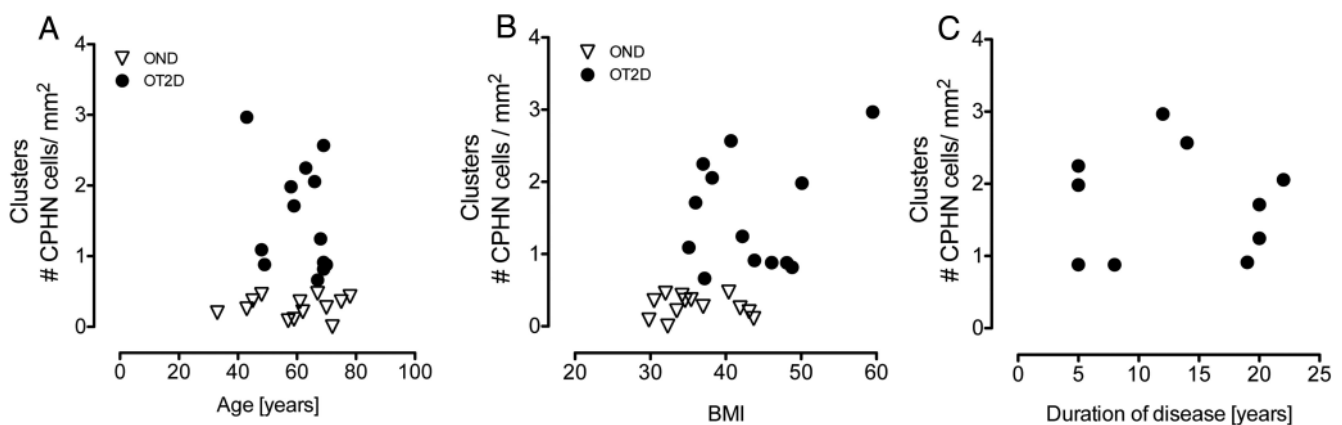 A
Clusters
# CPHN cells/ mm2
4
3
2
1
0
OND
OT2D
0 20 40 60 80 100
Age [years]
B
Clusters
# CPHN cells / mm2
4
3
2
1
0
OND
OT2D
20 30 40 50 60
BMI
C
Clusters
# CPHN cells/ mm2
4
3
2
1
0
0 5 10 15 20 25
Duration of disease [years]